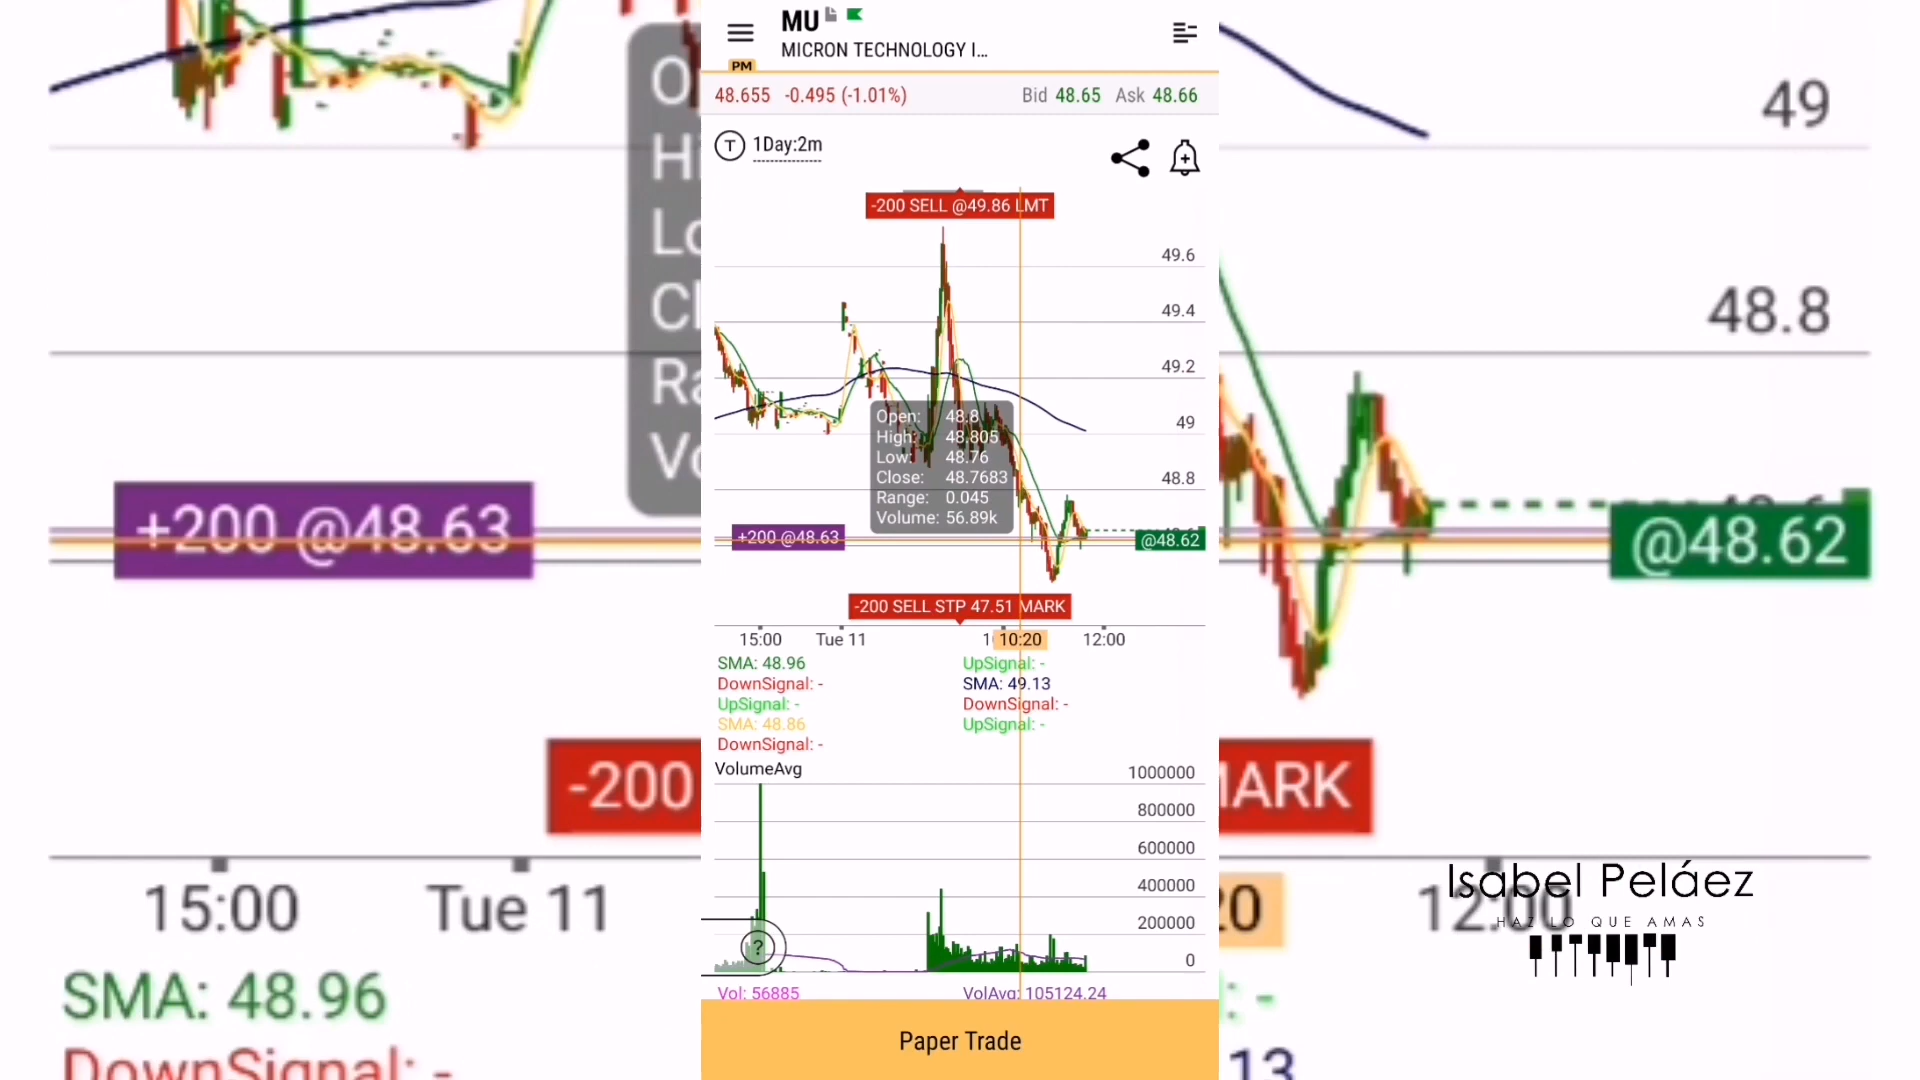 MU
MICRON TECHNOLOGY I...
PM
48.655 -0.495 (-1.01%) Bid 48.65 Ask 48.66
T 1Day:2m
-200 SELL @49.86 LMT
49.6
49.4
49.2
49
48.8
Open: 48.8
High: 48.805
Low: 48.76
Close: 48.7683
Range: 0.045
Volume: 56.89k
+200 @48.63
@48.62
-200 SELL STP 47.51 MARK
15:00 Tue 11 10:20 12:00
SMA: 48.96 UpSignal: -
DownSignal: - SMA: 49.13
UpSignal: - DownSignal: -
SMA: 48.86 UpSignal: -
DownSignal: -
VolumeAvg
1000000
800000
600000
400000
200000
0
?
Vol: 56885 VolAvg: 105124.24
Paper Trade
49
48.8
+200 @48.63
@48.62
-200
MARK
15:00 Tue 11 20 12:00
SMA: 48.96
DownSignal: -
13
Isabel Peláez
HAZ LO QUE AMAS